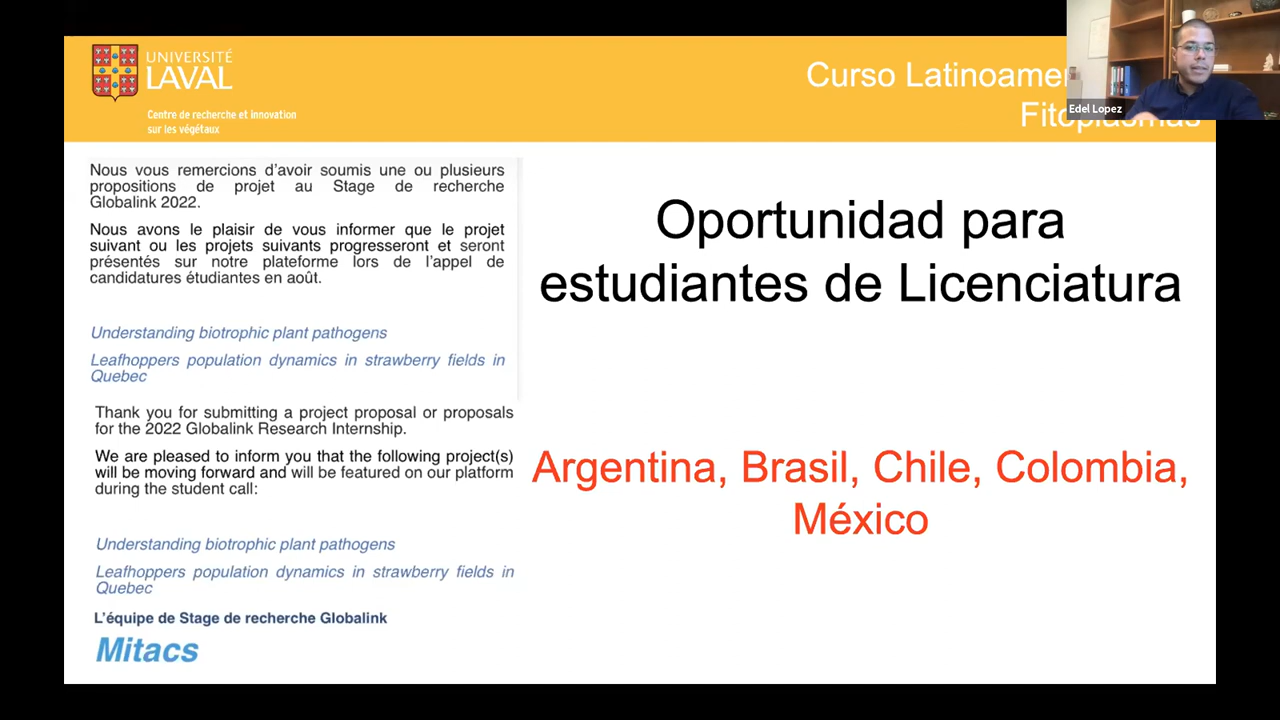 UNIVERSITÉ
LAVAL
Centre de recherche et innovation
sur les végétaux
Curso Latinoamer
Fitoplasmas
Edel Lopez
Nous vous remercions d'avoir soumis une ou plusieurs
propositions de projet au Stage de recherche
Globalink 2022.
Nous avons le plaisir de vous informer que le projet
suivant ou les projets suivants progresseront et seront
présentés sur notre plateforme lors de l'appel de
candidatures étudiantes en août.
Understanding biotrophic plant pathogens
Leafhoppers population dynamics in strawberry fields in
Quebec
Thank you for submitting a project proposal or proposals
for the 2022 Globalink Research Internship.
We are pleased to inform you that the following project(s)
will be moving forward and will be featured on our platform
during the student call:
Understanding biotrophic plant pathogens
Leafhoppers population dynamics in strawberry fields in
Quebec
L'équipe de Stage de recherche Globalink
Mitacs
Oportunidad para
estudiantes de Licenciatura
Argentina, Brasil, Chile, Colombia,
México